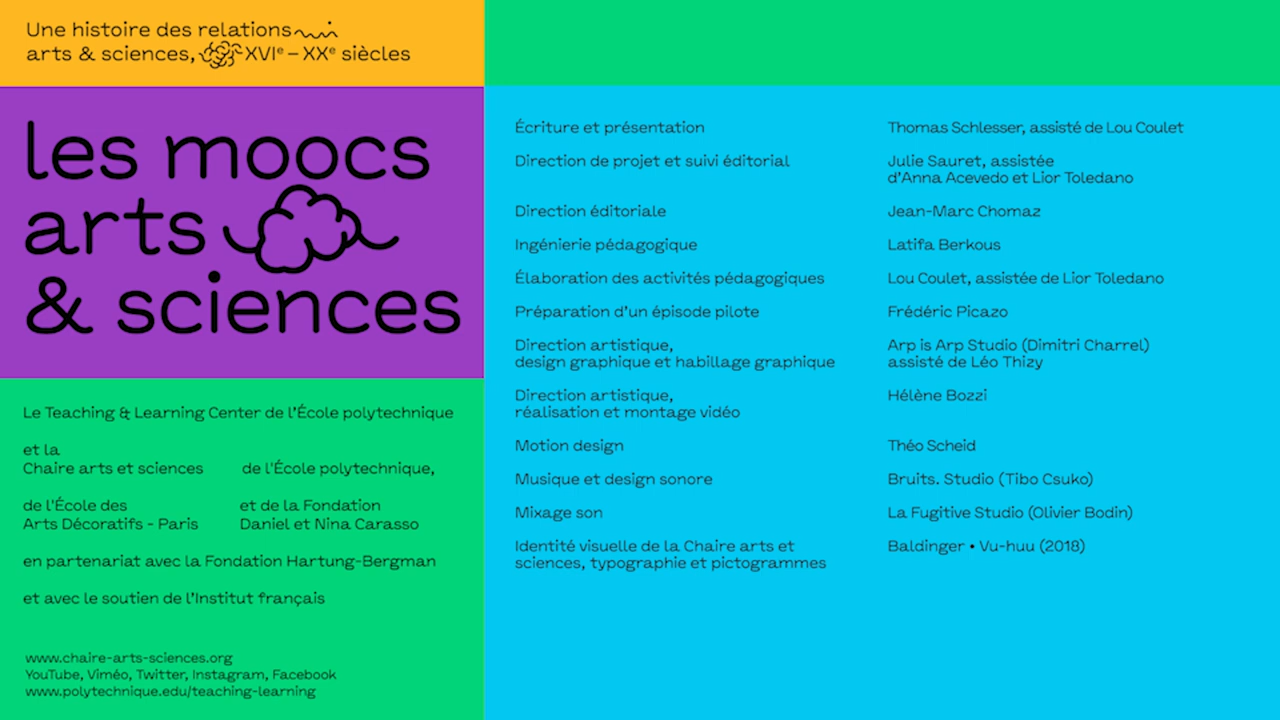 Une histoire des relations
arts & sciences, XVIe – XXe siècles
les moocs
arts
& sciences
Le Teaching & Learning Center de l'École polytechnique
et la
Chaire arts et sciences de l'École polytechnique,
de l'École des et de la Fondation
Arts Décoratifs - Paris Daniel et Nina Carasso
en partenariat avec la Fondation Hartung-Bergman
et avec le soutien de l'Institut français
www.chaire-arts-sciences.org
YouTube, Viméo, Twitter, Instagram, Facebook
www.polytechnique.edu/teaching-learning
Écriture et présentation Thomas Schlesser, assisté de Lou Coulet
Direction de projet et suivi éditorial Julie Sauret, assistée
d'Anna Acevedo et Lior Toledano
Direction éditoriale Jean-Marc Chomaz
Ingénierie pédagogique Latifa Berkous
Élaboration des activités pédagogiques Lou Coulet, assistée de Lior Toledano
Préparation d'un épisode pilote Frédéric Picazo
Direction artistique, Arp is Arp Studio (Dimitri Charrel)
design graphique et habillage graphique assisté de Léo Thizy
Direction artistique, Hélène Bozzi
réalisation et montage vidéo
Motion design Théo Scheid
Musique et design sonore Bruits. Studio (Tibo Csuko)
Mixage son La Fugitive Studio (Olivier Bodin)
Identité visuelle de la Chaire arts et Baldinger • Vu-huu (2018)
sciences, typographie et pictogrammes